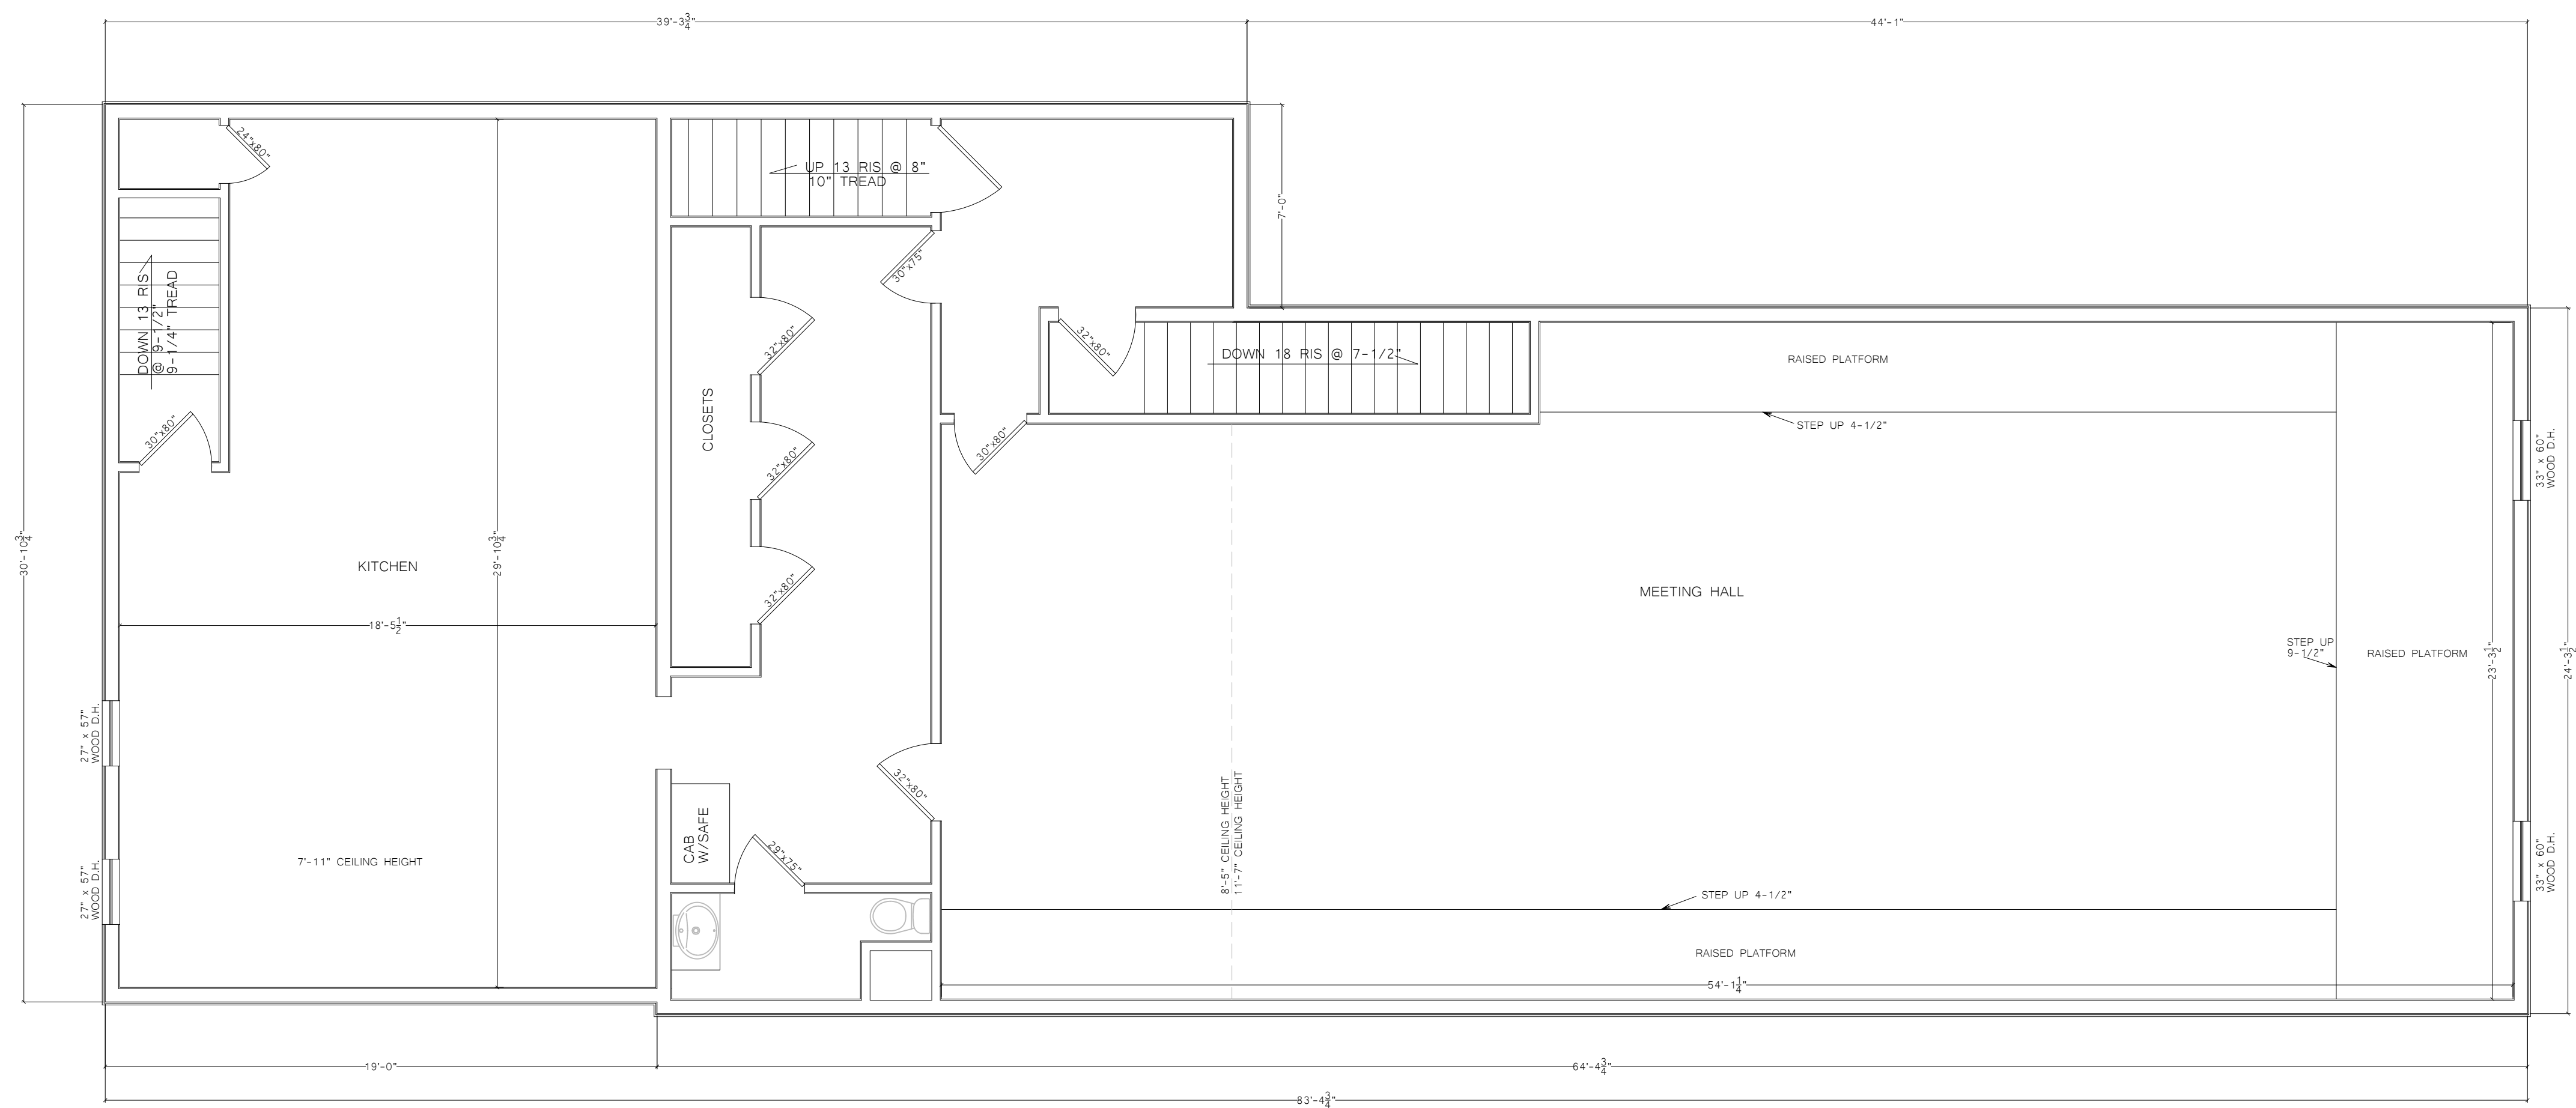 39'-3 3/4"
44'-1"
24"x80"
UP 13 RIS @ 8"
10" TREAD
7'-0"
30"x75"
DOWN 13 RIS
@ 9-1/2"
9-1/4" TREAD
32"x80"
32"x80"
DOWN 18 RIS @ 7-1/2"
RAISED PLATFORM
STEP UP 4-1/2"
30"x80"
CLOSETS
30"x80"
32"x80"
33" x 60"
WOOD D.H.
30'-10 3/4"
29'-10 3/4"
KITCHEN
32"x80"
MEETING HALL
18'-5 1/2"
STEP UP
9-1/2"
RAISED PLATFORM
23'-3 1/2"
24'-3 1/2"
27" x 57"
WOOD D.H.
32"x80"
CAB
W/SAFE
8'-5" CEILING HEIGHT
11'-7" CEILING HEIGHT
29"x75"
7'-11" CEILING HEIGHT
27" x 57"
WOOD D.H.
33" x 60"
WOOD D.H.
STEP UP 4-1/2"
RAISED PLATFORM
54'-1 1/4"
19'-0"
64'-4 3/4"
83'-4 3/4"